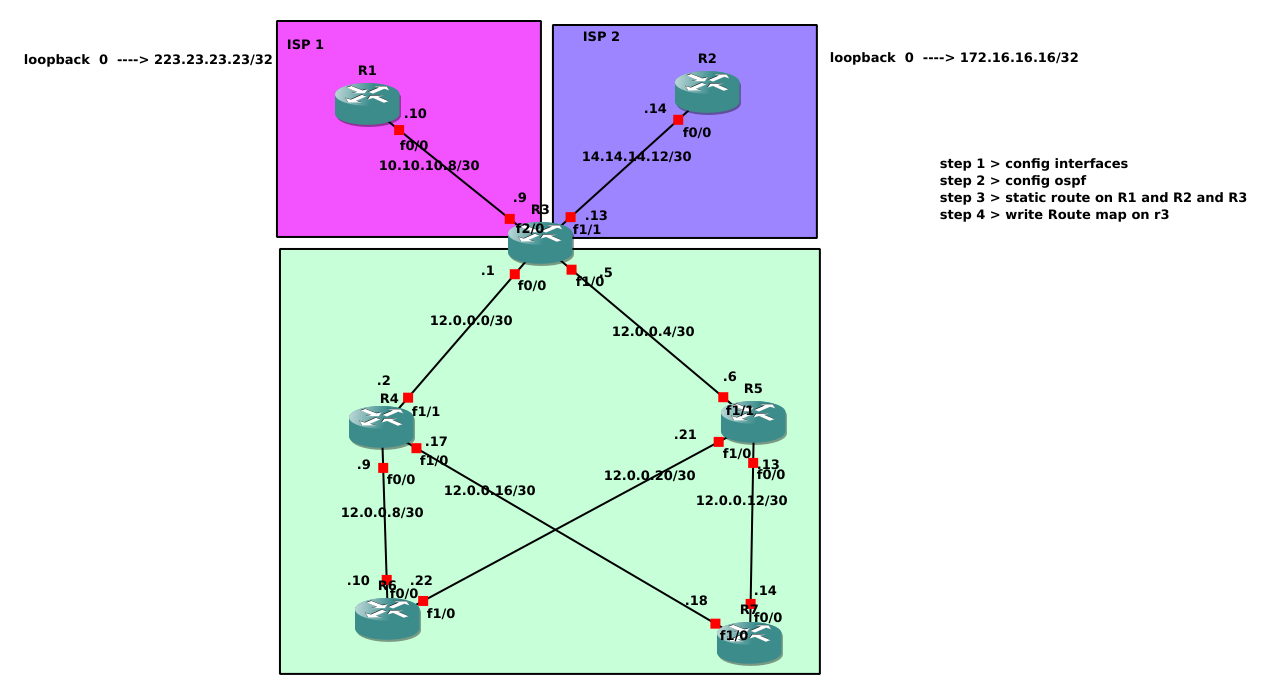 ISP 1
ISP 2
loopback  0  ----> 223.23.23.23/32
loopback  0  ----> 172.16.16.16/32
R1
R2
.10
f0/0
10.10.10.8/30
.14
f0/0
14.14.14.12/30
step 1 > config interfaces
step 2 > config ospf
step 3 > static route on R1 and R2 and R3
step 4 > write Route map on r3
.9
R3
f2/0
.13
f1/1
.1
f0/0
.5
f1/0
12.0.0.0/30
12.0.0.4/30
.2
R4
f1/1
.6
R5
f1/1
.17
f1/0
.9
f0/0
.21
f1/0
.13
f0/0
12.0.0.16/30
12.0.0.20/30
12.0.0.8/30
12.0.0.12/30
.10
R6
f0/0
.22
f1/0
.18
f1/0
.14
R7
f0/0